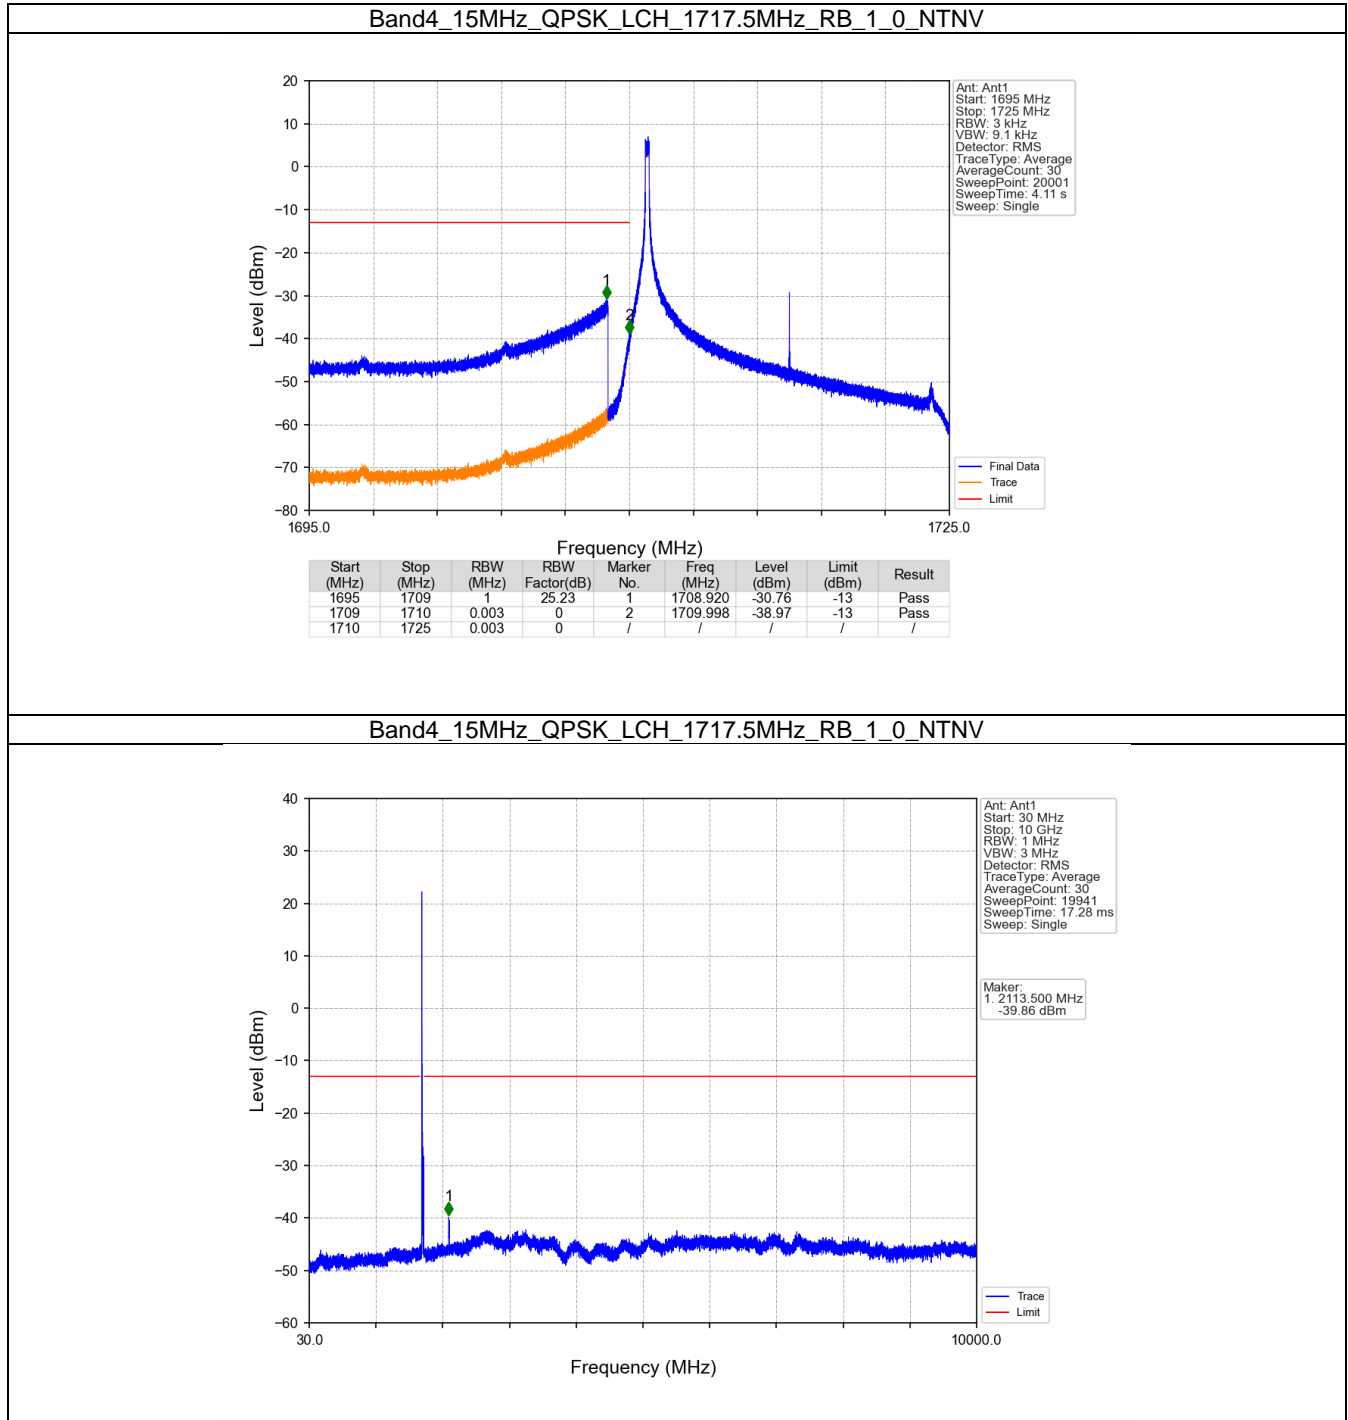 Band4_15MHz_QPSK_LCH_1717.5MHz_RB_1_0_NTNV
20
10
0
−10
−20
−30
−40
−50
−60
−70
−80
Level (dBm)
1
2
1695.0
1725.0
Frequency (MHz)
Ant: Ant1
Start: 1695 MHz
Stop: 1725 MHz
RBW: 3 kHz
VBW: 9.1 kHz
Detector: RMS
TraceType: Average
AverageCount: 30
SweepPoint: 20001
SweepTime: 4.11 s
Sweep: Single
Final Data
Trace
Limit
Start (MHz) Stop (MHz) RBW (MHz) RBW Factor(dB) Marker No. Freq (MHz) Level (dBm) Limit (dBm) Result
1695 1709 1 25.23 1 1708.920 -30.76 -13 Pass
1709 1710 0.003 0 2 1709.998 -38.97 -13 Pass
1710 1725 0.003 0 / / / / /
Band4_15MHz_QPSK_LCH_1717.5MHz_RB_1_0_NTNV
40
30
20
10
0
−10
−20
−30
−40
−50
−60
Level (dBm)
1
30.0
10000.0
Frequency (MHz)
Ant: Ant1
Start: 30 MHz
Stop: 10 GHz
RBW: 1 MHz
VBW: 3 MHz
Detector: RMS
TraceType: Average
AverageCount: 30
SweepPoint: 19941
SweepTime: 17.28 ms
Sweep: Single
Maker:
1. 2113.500 MHz
-39.86 dBm
Trace
Limit